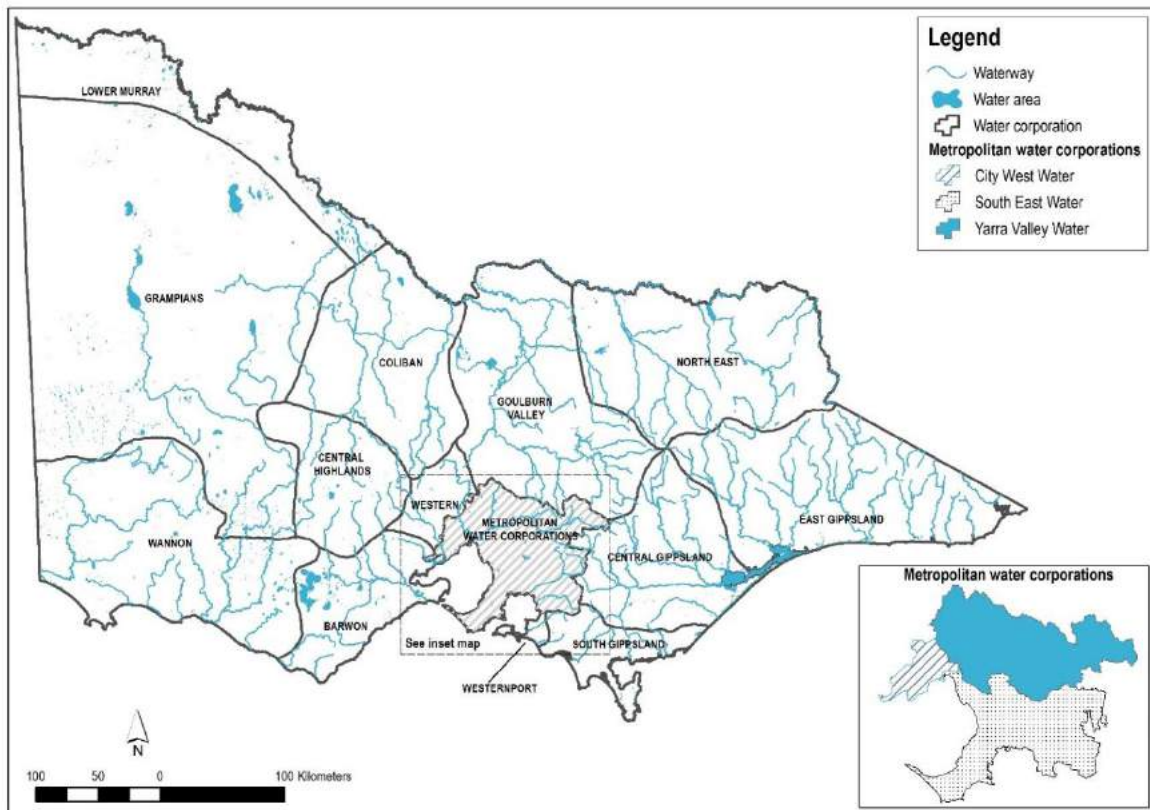 LOWER MURRAY
GRAMPIANS
COLIBAN
NORTH EAST
GOULBURN
VALLEY
CENTRAL
HIGHLANDS
WESTERN
METROPOLITAN
WATER CORPORATIONS
EAST GIPPSLAND
WANNON
CENTRAL GIPPSLAND
BARWON
See inset map
SOUTH GIPPSLAND
WESTERNPORT
N
100 50 0 100 Kilometers
Legend
Waterway
Water area
Water corporation
Metropolitan water corporations
City West Water
South East Water
Yarra Valley Water
Metropolitan water corporations